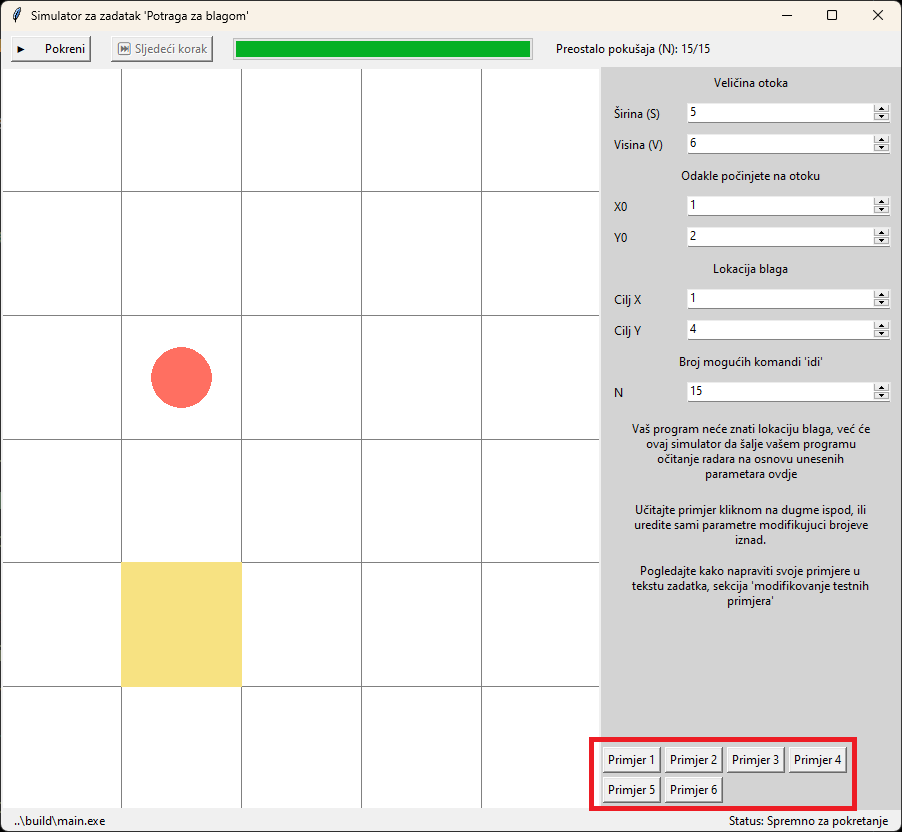 Simulator za zadatak 'Potraga za blagom'
Pokreni
Sljedeći korak
Preostalo pokušaja (N): 15/15
Veličina otoka
Širina (S) 5
Visina (V) 6
Odakle počinjete na otoku
X0 1
Y0 2
Lokacija blaga
Cilj X 1
Cilj Y 4
Broj mogućih komandi 'idi'
N 15
Vaš program neće znati lokaciju blaga, već će
ovaj simulator da šalje vašem programu
očitanje radara na osnovu unesenih
parametara ovdje
Učitajte primjer kliknom na dugme ispod, ili
uredite sami parametre modifikujuci brojeve
iznad.
Pogledajte kako napraviti svoje primjere u
tekstu zadatka, sekcija 'modifikovanje testnih
primjera'
Primjer 1 Primjer 2 Primjer 3 Primjer 4
Primjer 5 Primjer 6
..\build\main.exe
Status: Spremno za pokretanje